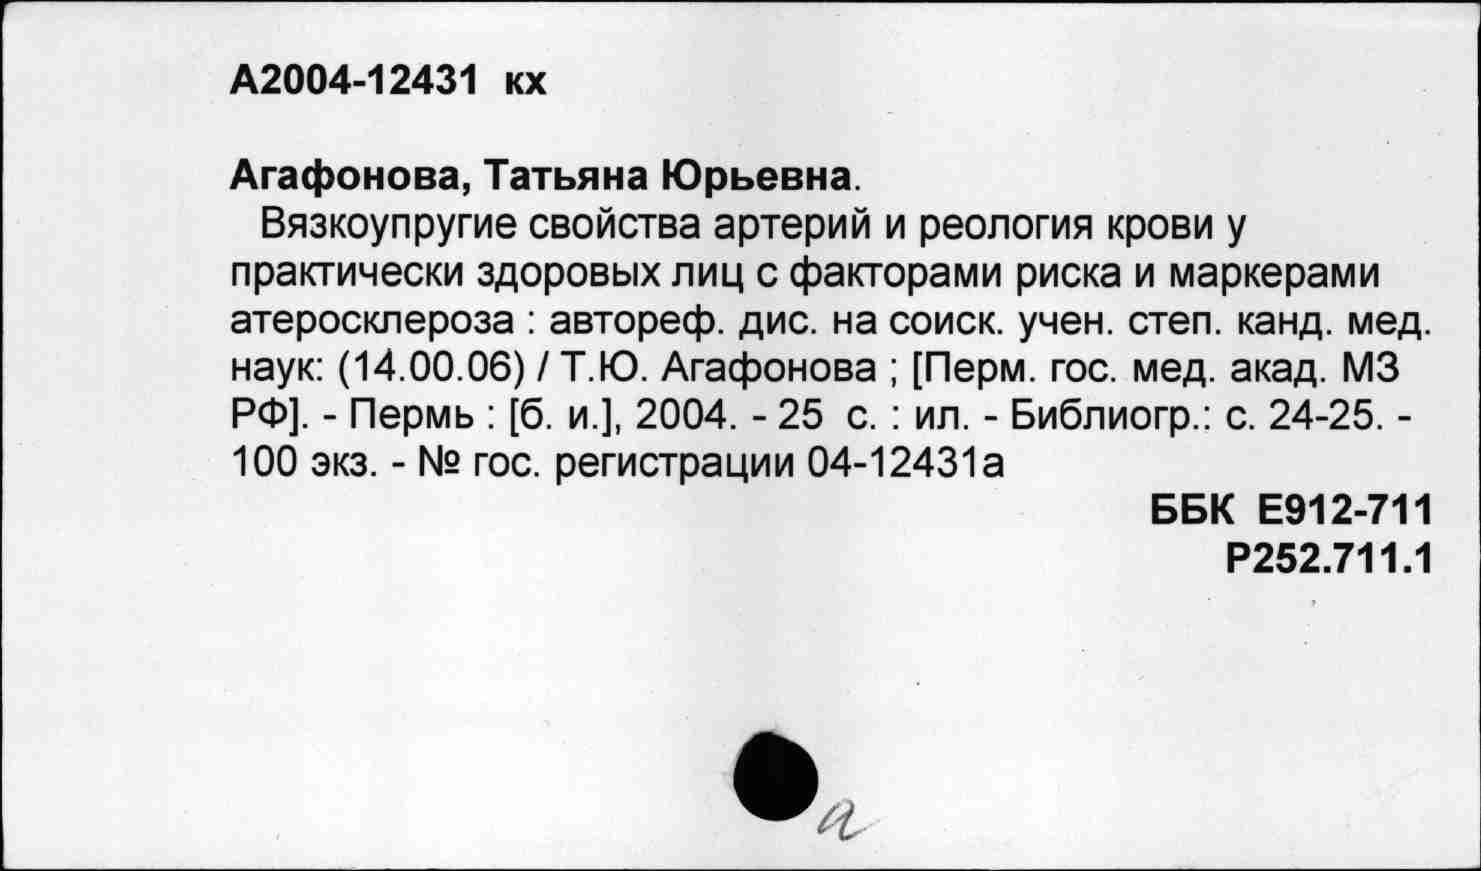 А2004-12431 кх
Агафонова, Татьяна Юрьевна.
Вязкоупругие свойства артерий и реология крови у
практически здоровых лиц с факторами риска и маркерами
атеросклероза : автореф. дис. на соиск. учен. степ. канд. мед.
наук: (14.00.06) / Т.Ю. Агафонова ; [Перм. гос. мед. акад. МЗ
РФ]. - Пермь : [б. и.], 2004. - 25 с. : ил. - Библиогр.: с. 24-25. -
100 экз. - № гос. регистрации 04-12431а
ББК Е912-711
Р252.711.1
а